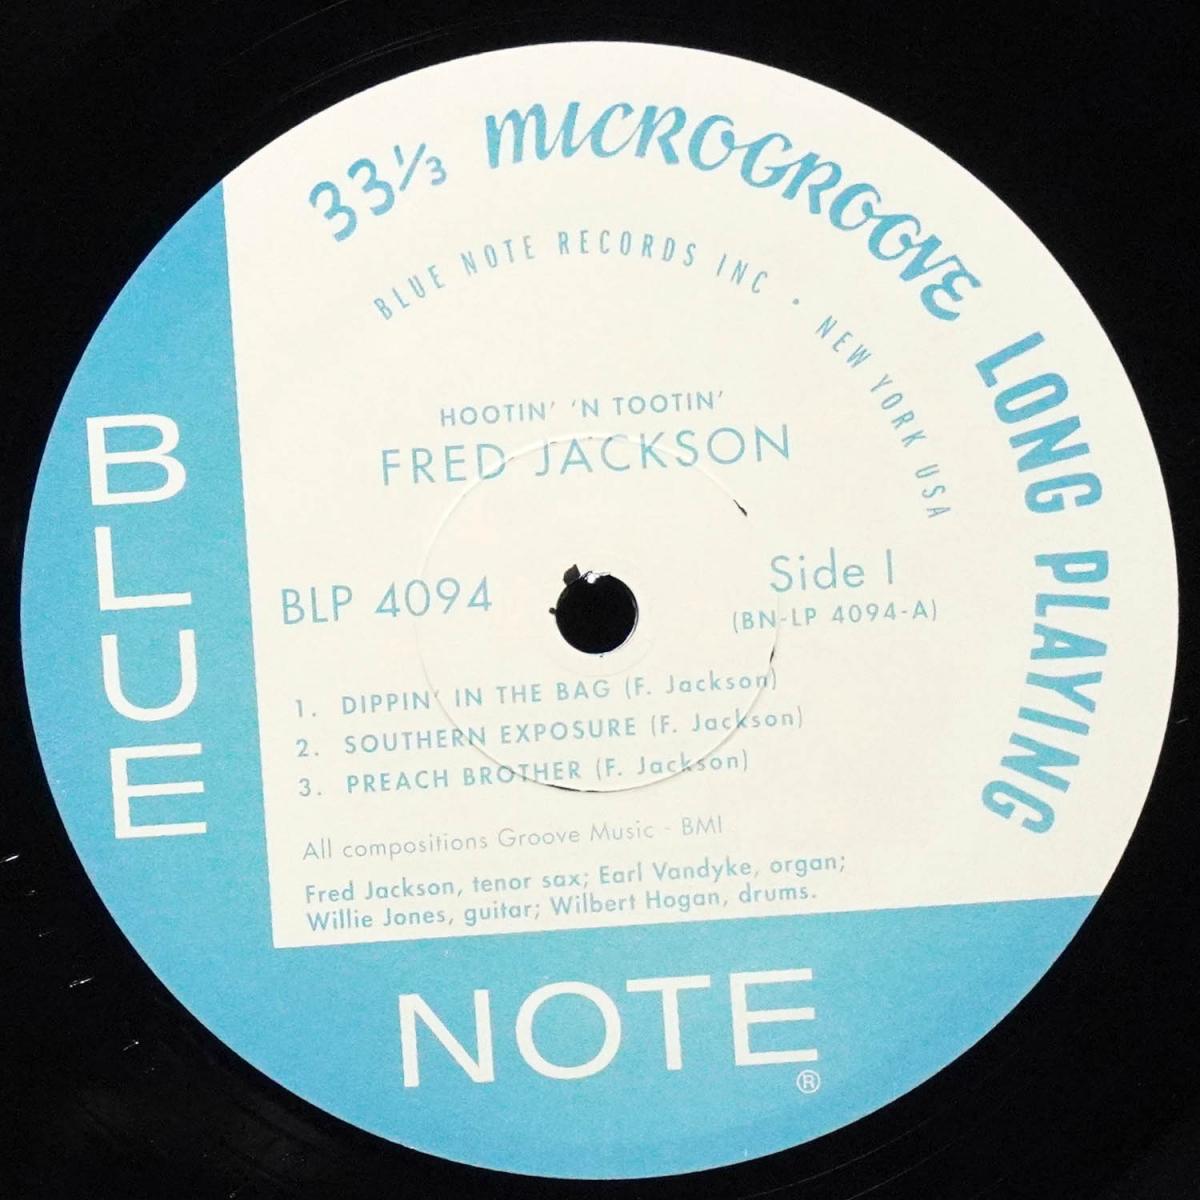 33⅓ MICROGROOVE LONG PLAYING
BLUE NOTE RECORDS INC · NEW YORK USA
HOOTIN' 'N TOOTIN'
FRED JACKSON
BLP 4094
Side 1
(BN-LP 4094-A)
1. DIPPIN' IN THE BAG (F. Jackson)
2. SOUTHERN EXPOSURE (F. Jackson)
3. PREACH BROTHER (F. Jackson)
All compositions Groove Music - BMI
Fred Jackson, tenor sax; Earl Vandyke, organ;
Willie Jones, guitar; Wilbert Hogan, drums.
BLUE
NOTE®